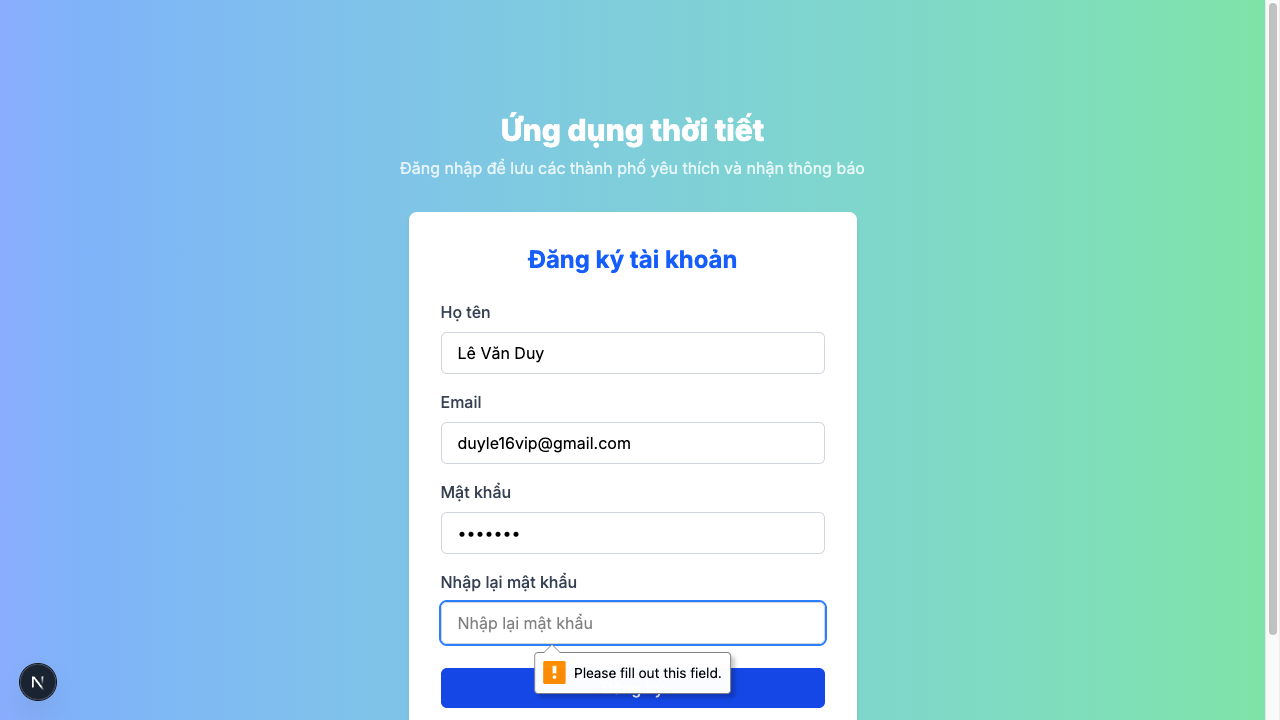 Ứng dụng thời tiết
Đăng nhập để lưu các thành phố yêu thích và nhận thông báo
Đăng ký tài khoản
Họ tên
Lê Văn Duy
Email
duyle16vip@gmail.com
Mật khẩu
•••••••
Nhập lại mật khẩu
Nhập lại mật khẩu
Please fill out this field.
N